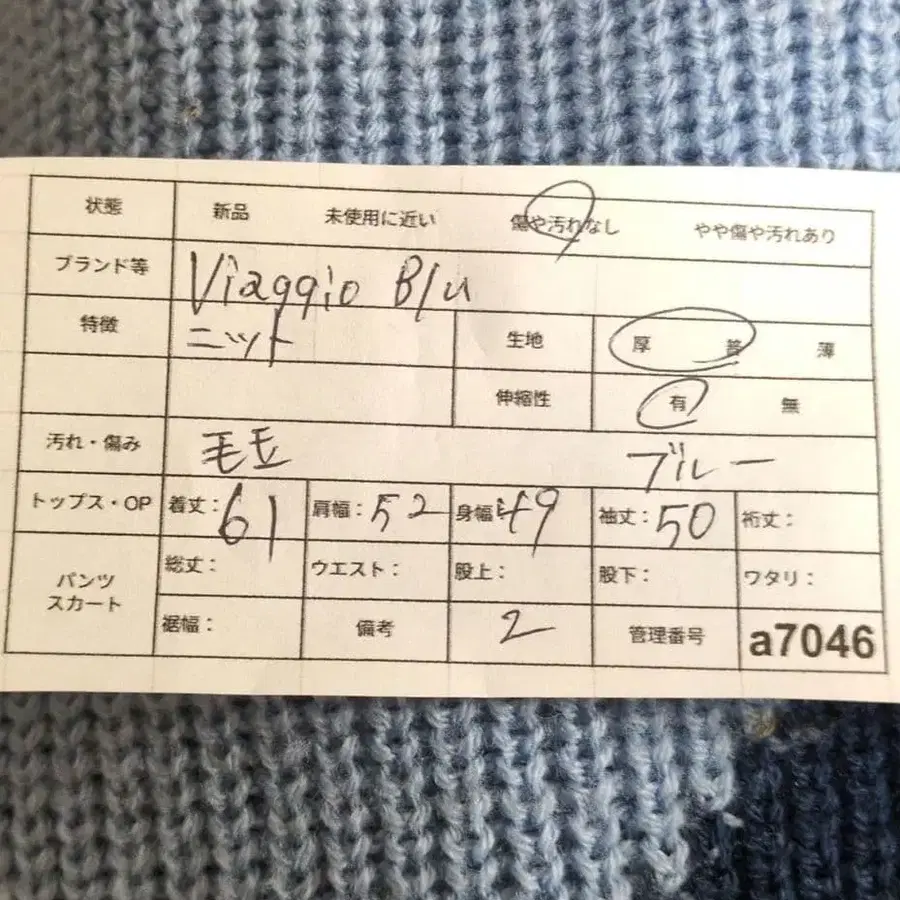 状態 新品 未使用に近い 傷や汚れなし やや傷や汚れあり
ブランド等 Viaggio Blu
特徴 ニット 生地 厚 普 薄
伸縮性 有 無
汚れ・傷み 毛玉 ブルー
トップス・OP 着丈：61 肩幅：52 身幅：49 袖丈：50 裄丈：
パンツ スカート 総丈： ウエスト： 股上： 股下： ワタリ：
裾幅： 備考 2 管理番号 a7046